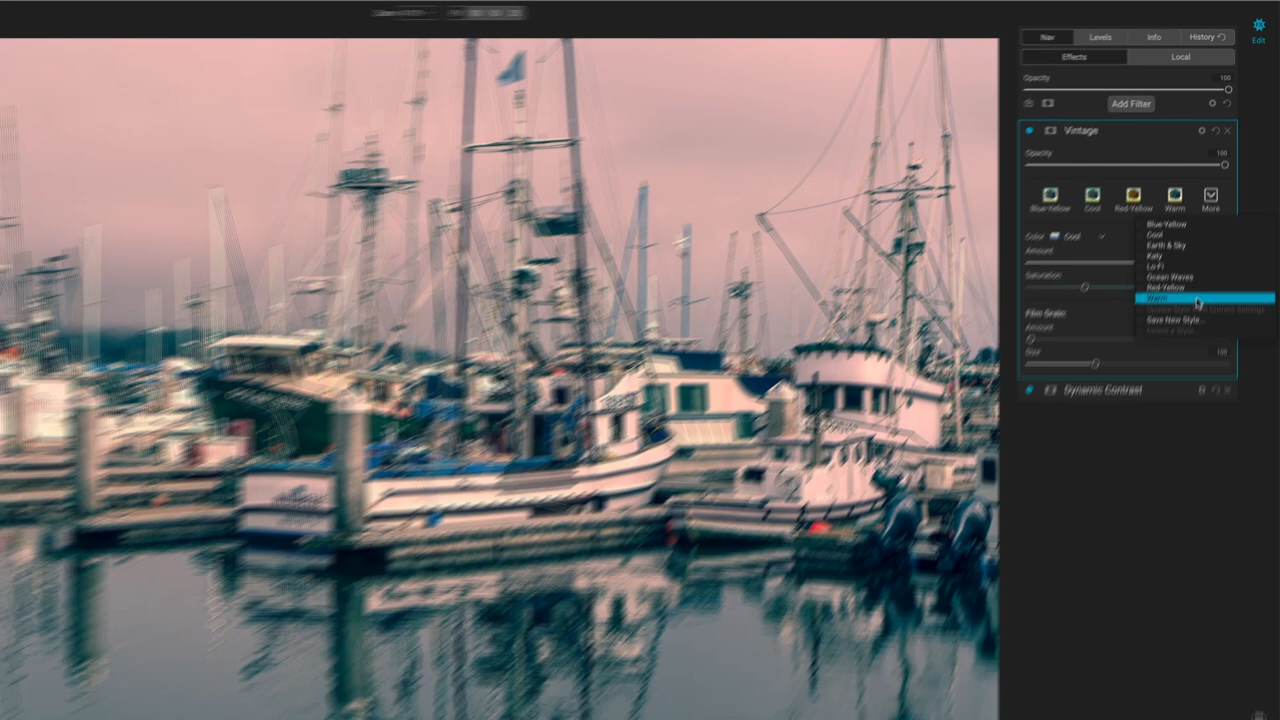 Nav Levels Info History
Effects Local
Opacity 100
Add Filter
Edit
Vintage
Opacity 100
Blue-Yellow Cool Red-Yellow Warm More
Color Cool
Amount
Saturation
Blue-Yellow
Cool
Earth & Sky
Katy
Lo-Fi
Ocean Waves
Red-Yellow
Warm
Save New Style...
Film Grain
Amount
Size 100
Dynamic Contrast